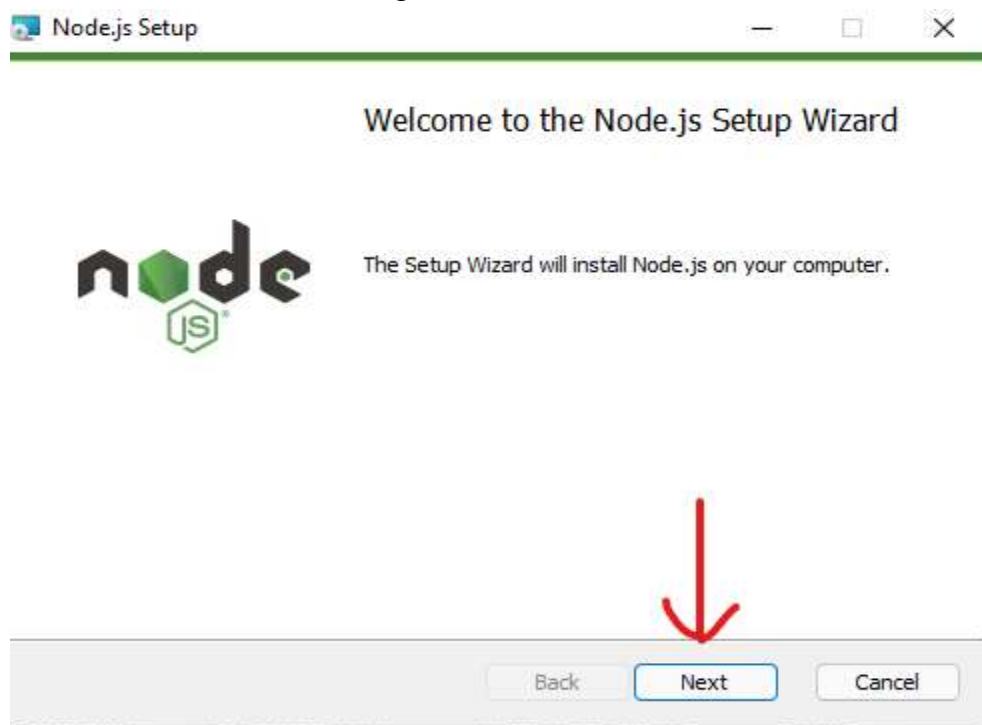 Node.js Setup
Welcome to the Node.js Setup Wizard
node
JS
The Setup Wizard will install Node.js on your computer.
Back Next Cancel